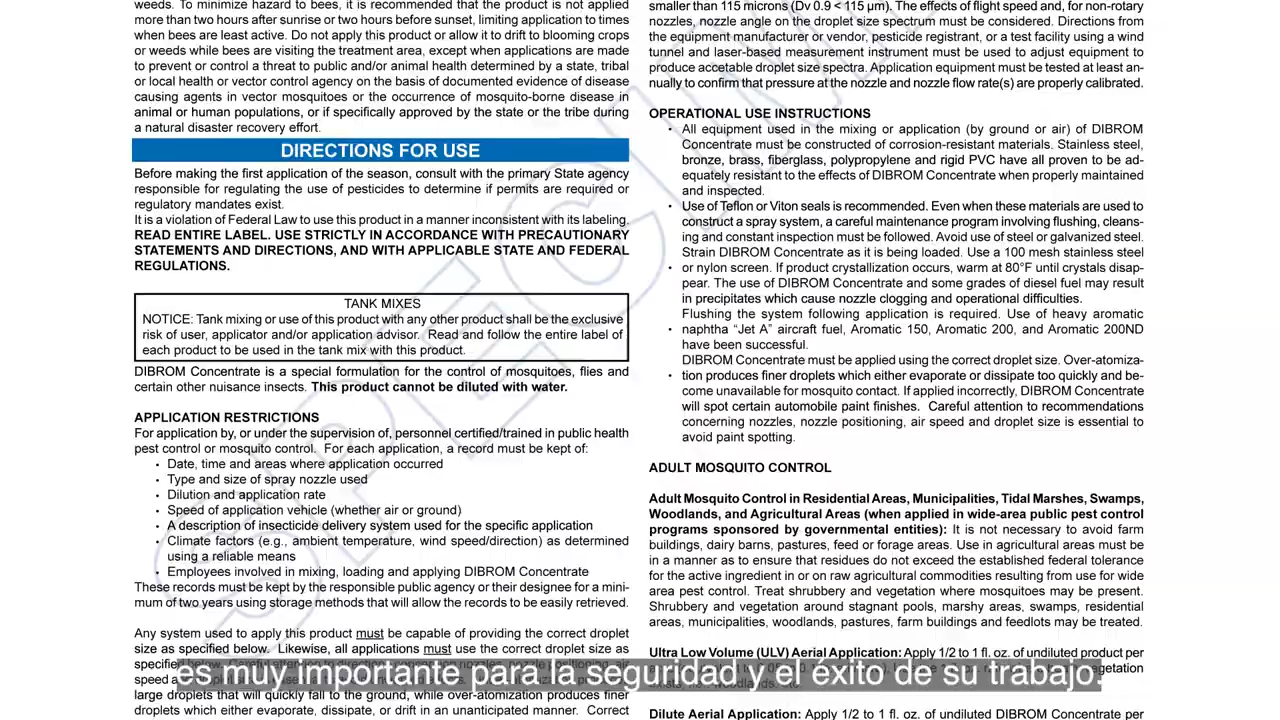 weeds. To minimize hazard to bees, it is recommended that the product is not applied
more than two hours after sunrise or two hours before sunset, limiting application to times
when bees are least active. Do not apply this product or allow it to drift to blooming crops
or weeds while bees are visiting the treatment area, except when applications are made
to prevent or control a threat to public and/or animal health determined by a state, tribal
or local health or vector control agency on the basis of documented evidence of disease
causing agents in vector mosquitoes or the occurrence of mosquito-borne disease in
animal or human populations, or if specifically approved by the state or the tribe during
a natural disaster recovery effort.
DIRECTIONS FOR USE
Before making the first application of the season, consult with the primary State agency
responsible for regulating the use of pesticides to determine if permits are required or
regulatory mandates exist.
It is a violation of Federal Law to use this product in a manner inconsistent with its labeling.
READ ENTIRE LABEL. USE STRICTLY IN ACCORDANCE WITH PRECAUTIONARY
STATEMENTS AND DIRECTIONS, AND WITH APPLICABLE STATE AND FEDERAL
REGULATIONS.
TANK MIXES
NOTICE: Tank mixing or use of this product with any other product shall be the exclusive
risk of user, applicator and/or application advisor. Read and follow the entire label of
each product to be used in the tank mix with this product.
DIBROM Concentrate is a special formulation for the control of mosquitoes, flies and
certain other nuisance insects. This product cannot be diluted with water.
APPLICATION RESTRICTIONS
For application by, or under the supervision of, personnel certified/trained in public health
pest control or mosquito control. For each application, a record must be kept of:
• Date, time and areas where application occurred
• Type and size of spray nozzle used
• Dilution and application rate
• Speed of application vehicle (whether air or ground)
• A description of insecticide delivery system used for the specific application
• Climate factors (e.g., ambient temperature, wind speed/direction) as determined
using a reliable means
• Employees involved in mixing, loading and applying DIBROM Concentrate
These records must be kept by the responsible public agency or their designee for a mini-
mum of two years using storage methods that will allow the records to be easily retrieved.
Any system used to apply this product must be capable of providing the correct droplet
size as specified below. Likewise, all applications must use the correct droplet size as
specified below.
speed a
large droplets that will quickly fall to the ground, while over-atomization produces finer
droplets which either evaporate, dissipate, or drift in an unanticipated manner. Correct
smaller than 115 microns (Dv 0.9 < 115 µm). The effects of flight speed and, for non-rotary
nozzles, nozzle angle on the droplet size spectrum must be considered. Directions from
the equipment manufacturer or vendor, pesticide registrant, or a test facility using a wind
tunnel and laser-based measurement instrument must be used to adjust equipment to
produce acceptable droplet size spectra. Application equipment must be tested at least an-
nually to confirm that pressure at the nozzle and nozzle flow rate(s) are properly calibrated.
OPERATIONAL USE INSTRUCTIONS
• All equipment used in the mixing or application (by ground or air) of DIBROM
Concentrate must be constructed of corrosion-resistant materials. Stainless steel,
bronze, brass, fiberglass, polypropylene and rigid PVC have all proven to be ad-
equately resistant to the effects of DIBROM Concentrate when properly maintained
and inspected.
• Use of Teflon or Viton seals is recommended. Even when these materials are used to
construct a spray system, a careful maintenance program involving flushing, cleans-
ing and constant inspection must be followed. Avoid use of steel or galvanized steel.
Strain DIBROM Concentrate as it is being loaded. Use a 100 mesh stainless steel
• or nylon screen. If product crystallization occurs, warm at 80°F until crystals disap-
pear. The use of DIBROM Concentrate and some grades of diesel fuel may result
in precipitates which cause nozzle clogging and operational difficulties.
Flushing the system following application is required. Use of heavy aromatic
• naphtha “Jet A” aircraft fuel, Aromatic 150, Aromatic 200, and Aromatic 200ND
have been successful.
DIBROM Concentrate must be applied using the correct droplet size. Over-atomiza-
• tion produces finer droplets which either evaporate or dissipate too quickly and be-
come unavailable for mosquito contact. If applied incorrectly, DIBROM Concentrate
will spot certain automobile paint finishes. Careful attention to recommendations
concerning nozzles, nozzle positioning, air speed and droplet size is essential to
avoid paint spotting.
ADULT MOSQUITO CONTROL
Adult Mosquito Control in Residential Areas, Municipalities, Tidal Marshes, Swamps,
Woodlands, and Agricultural Areas (when applied in wide-area public pest control
programs sponsored by governmental entities): It is not necessary to avoid farm
buildings, dairy barns, pastures, feed or forage areas. Use in agricultural areas must be
in a manner as to ensure that residues do not exceed the established federal tolerance
for the active ingredient in or on raw agricultural commodities resulting from use for wide
area pest control. Treat shrubbery and vegetation where mosquitoes may be present.
Shrubbery and vegetation around stagnant pools, marshy areas, swamps, residential
areas, municipalities, woodlands, pastures, farm buildings and feedlots may be treated.
Ultra Low Volume (ULV) Aerial Application: Apply 1/2 to 1 fl. oz. of undiluted product per
vegetation
Dilute Aerial Application: Apply 1/2 to 1 fl. oz. of undiluted DIBROM Concentrate per
SPECIM
es muy importante para la seguridad y el éxito de su trabajo.